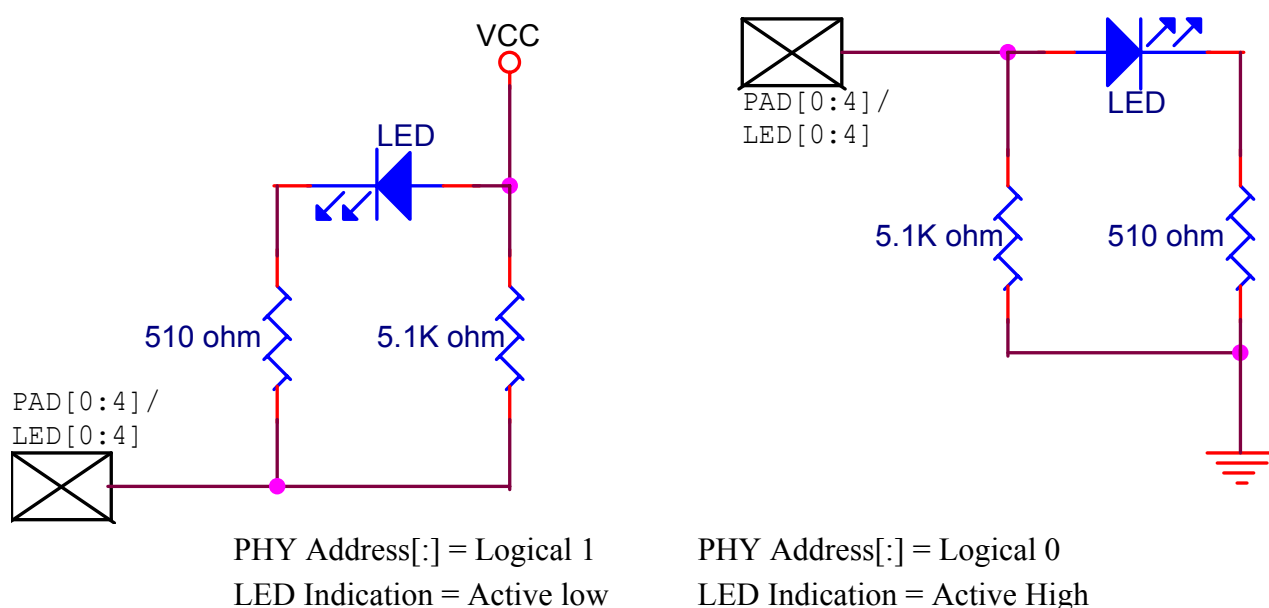 VCC
LED
510 ohm
5.1K ohm
PAD[0:4]/
LED[0:4]
PAD[0:4]/
LED[0:4]
LED
5.1K ohm
510 ohm
PHY Address[:] = Logical 1
LED Indication = Active low
PHY Address[:] = Logical 0
LED Indication = Active High